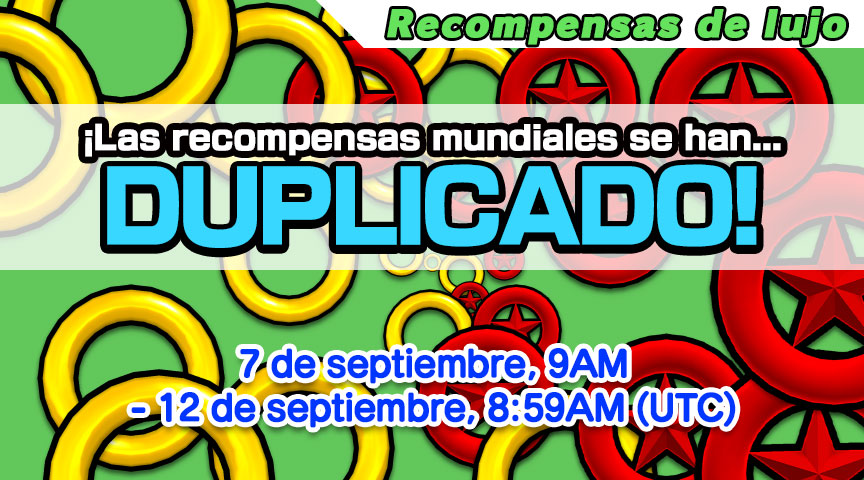 Recompensas de lujo
¡Las recompensas mundiales se han...
DUPLICADO!
7 de septiembre, 9AM
- 12 de septiembre, 8:59AM (UTC)